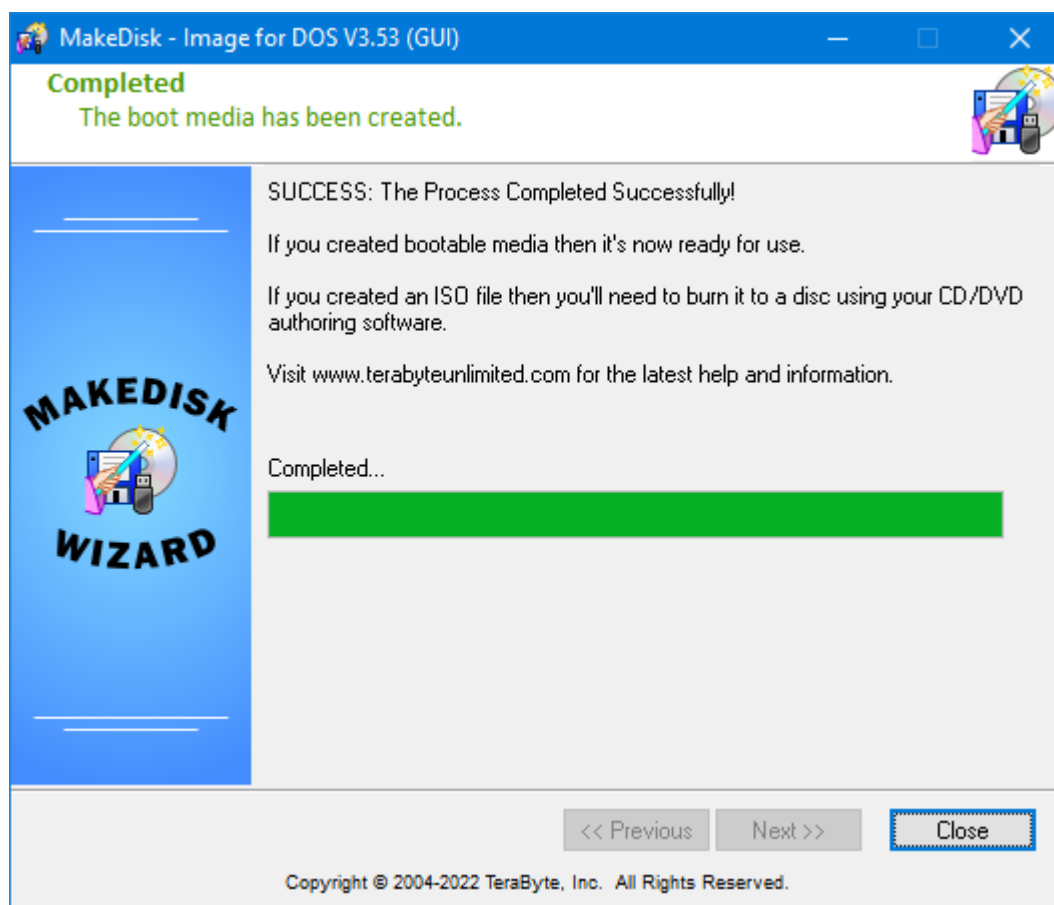 MakeDisk - Image for DOS V3.53 (GUI)
Completed
The boot media has been created.
SUCCESS: The Process Completed Successfully!
If you created bootable media then it's now ready for use.
If you created an ISO file then you'll need to burn it to a disc using your CD/DVD
authoring software.
Visit www.terabyteunlimited.com for the latest help and information.
MAKEDISK
WIZARD
Completed...
<< Previous
Next >>
Close
Copyright © 2004-2022 TeraByte, Inc. All Rights Reserved.